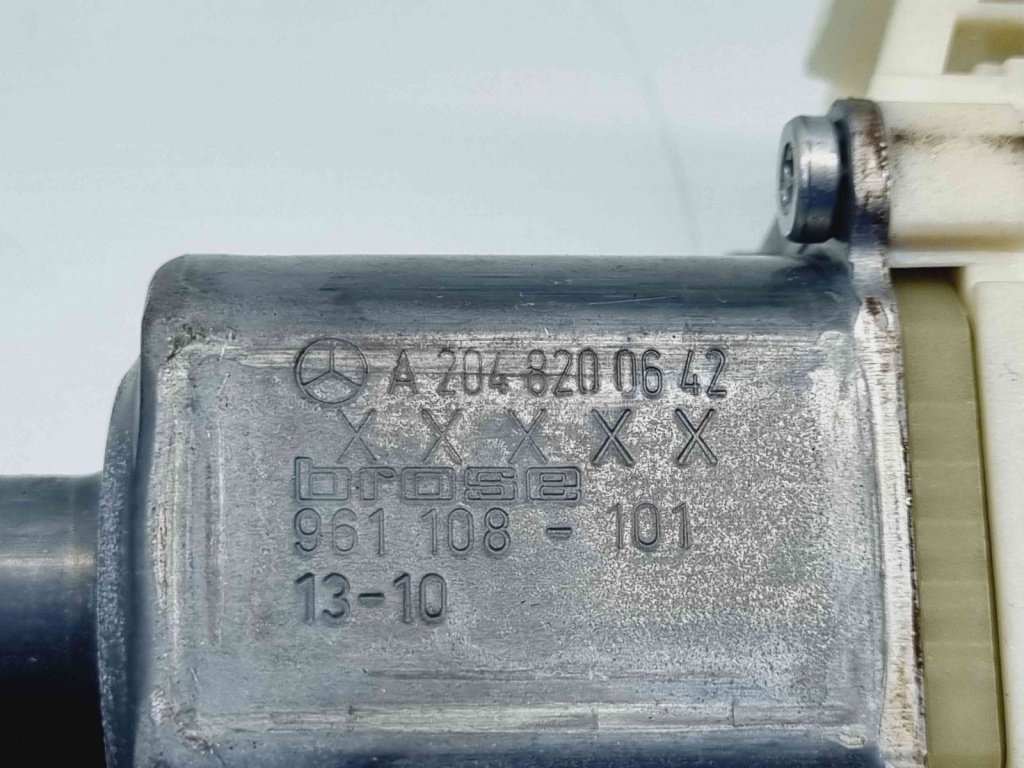 A 204 820 06 42
X X X X X
brose
961 108 - 101
13-10